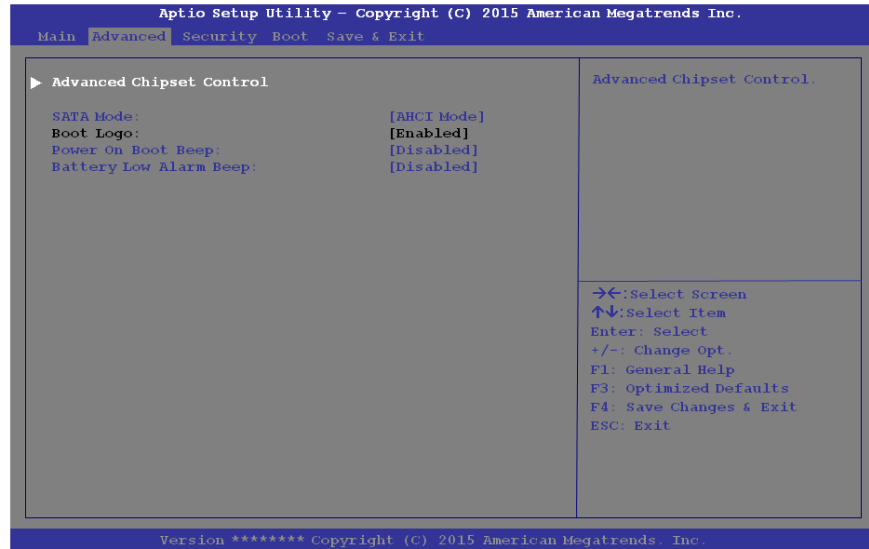 Aptio Setup Utility – Copyright (C) 2015 American Megatrends Inc.
Main Advanced Security Boot Save & Exit
▶ Advanced Chipset Control
SATA Mode: [AHCI Mode]
Boot Logo: [Enabled]
Power On Boot Beep: [Disabled]
Battery Low Alarm Beep: [Disabled]
Advanced Chipset Control.
→←:Select Screen
↑↓:Select Item
Enter: Select
+/-: Change Opt.
F1: General Help
F3: Optimized Defaults
F4: Save Changes & Exit
ESC: Exit
Version ******** Copyright (C) 2015 American Megatrends. Inc.